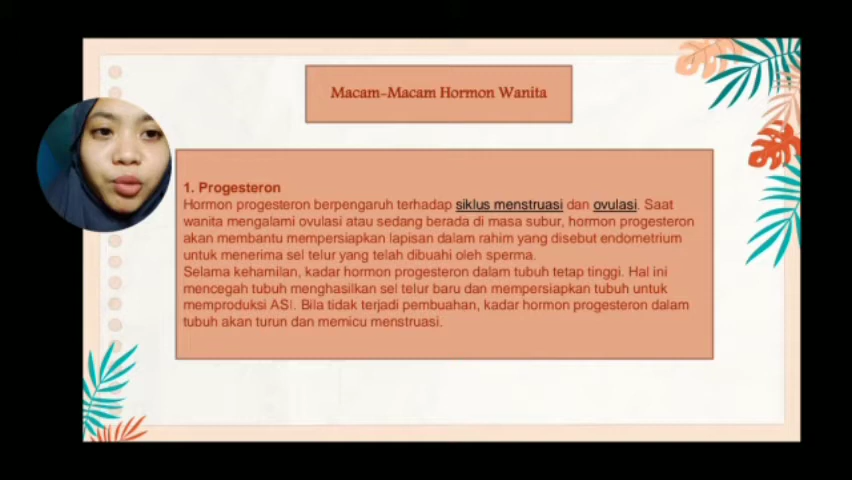 Macam-Macam Hormon Wanita
1. Progesteron
Hormon progesteron berpengaruh terhadap siklus menstruasi dan ovulasi. Saat
wanita mengalami ovulasi atau sedang berada di masa subur, hormon progesteron
akan membantu mempersiapkan lapisan dalam rahim yang disebut endometrium
untuk menerima sel telur yang telah dibuahi oleh sperma.
Selama kehamilan, kadar hormon progesteron dalam tubuh tetap tinggi. Hal ini
mencegah tubuh menghasilkan sel telur baru dan mempersiapkan tubuh untuk
memproduksi ASI. Bila tidak terjadi pembuahan, kadar hormon progesteron dalam
tubuh akan turun dan memicu menstruasi.